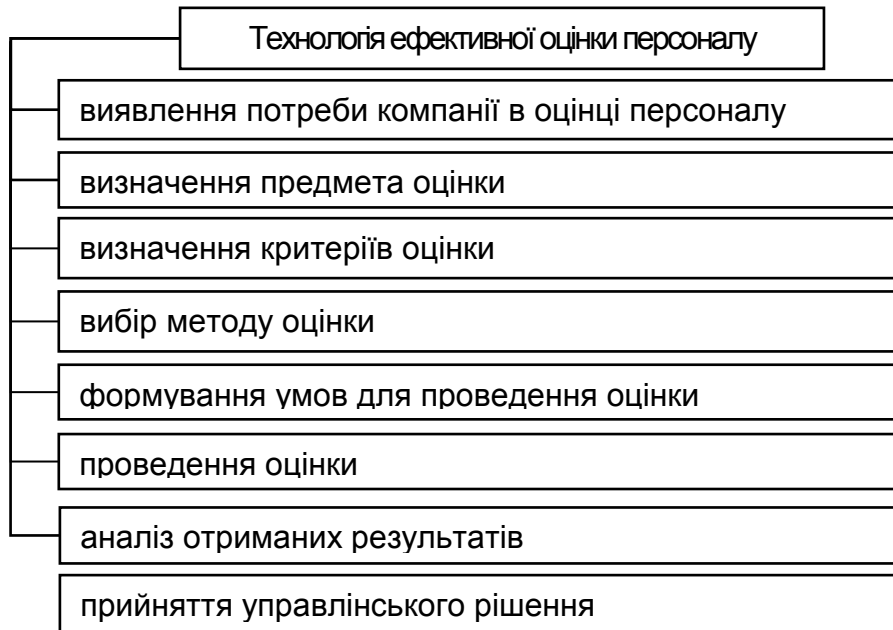 Технологія ефективної оцінки персоналу
виявлення потреби компанії в оцінці персоналу
визначення предмета оцінки
визначення критеріїв оцінки
вибір методу оцінки
формування умов для проведення оцінки
проведення оцінки
аналіз отриманих результатів
прийняття управлінського рішення